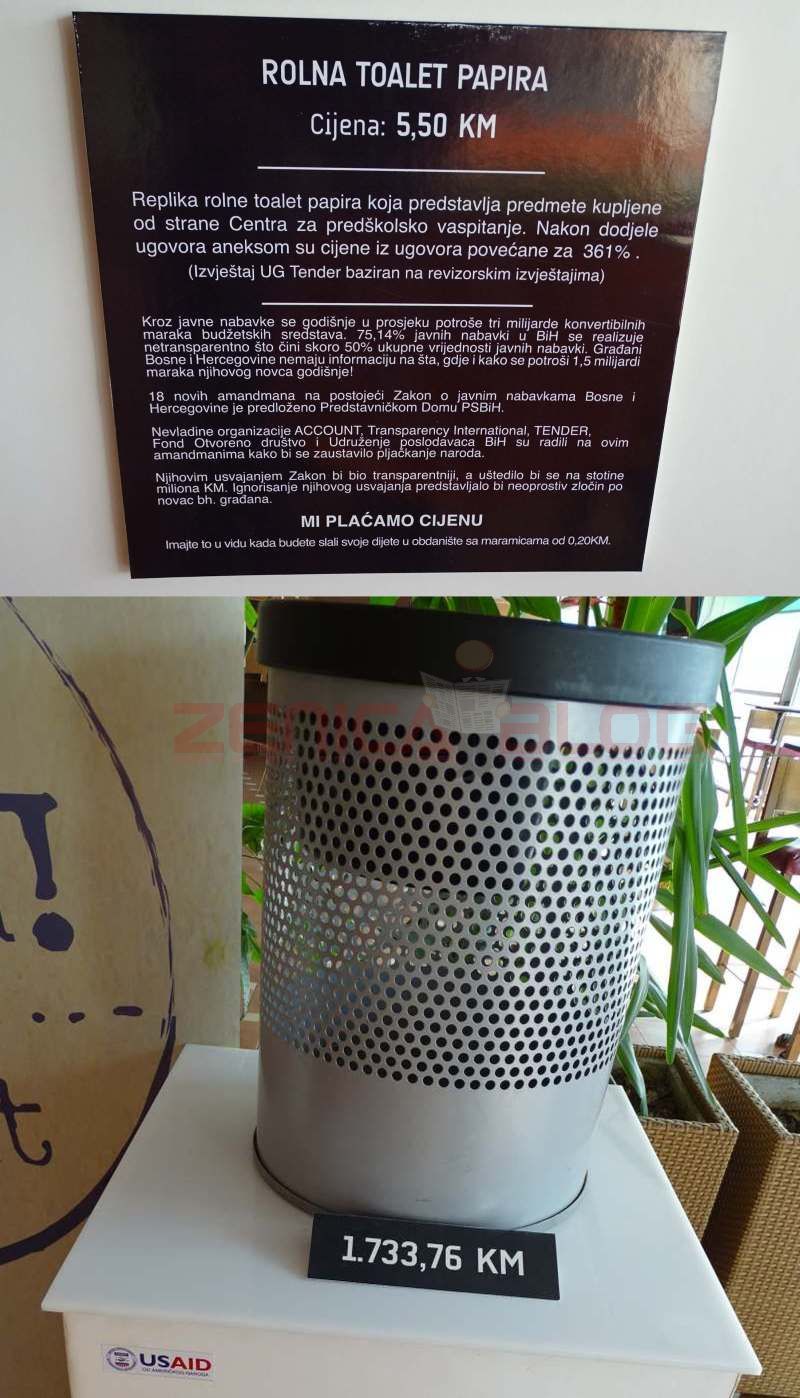 ROLNA TOALET PAPIRA
Cijena: 5,50 KM
Replika rolne toalet papira koja predstavlja predmete kupljene
od strane Centra za predškolsko vaspitanje. Nakon dodjele
ugovora aneksom su cijene iz ugovora povećane za 361% .
(Izvještaj UG Tender baziran na revizorskim izvještajima)
Kroz javne nabavke se godišnje u prosjeku potroše tri milijarde konvertibilnih
maraka budžetskih sredstava. 75,14% javnih nabavki u BiH se realizuje
netransparentno što čini skoro 50% ukupne vrijednosti javnih nabavki. Građani
Bosne i Hercegovine nemaju informaciju na šta, gdje i kako se potroši 1,5 milijardi
maraka njihovog novca godišnje!
18 novih amandmana na postojeći Zakon o javnim nabavkama Bosne i
Hercegovine je predloženo Predstavničkom Domu PSBiH.
Nevladine organizacije ACCOUNT, Transparency International, TENDER,
Fond Otvoreno društvo i Udruženje poslodavaca BiH su radili na ovim
amandmanima kako bi se zaustavilo pljačkanje naroda.
Njihovim usvajanjem Zakon bi bio transparentniji, a uštedilo bi se na stotine
miliona KM. Ignorisanje njihovog usvajanja predstavljalo bi neoprostiv zločin po
novac bh. građana.
MI PLAĆAMO CIJENU
Imajte to u vidu kada budete slali svoje dijete u obdanište sa maramicama od 0,20KM.
ZENICA BLOG
1.733,76 KM
USAID
OD AMERIČKOG NARODA